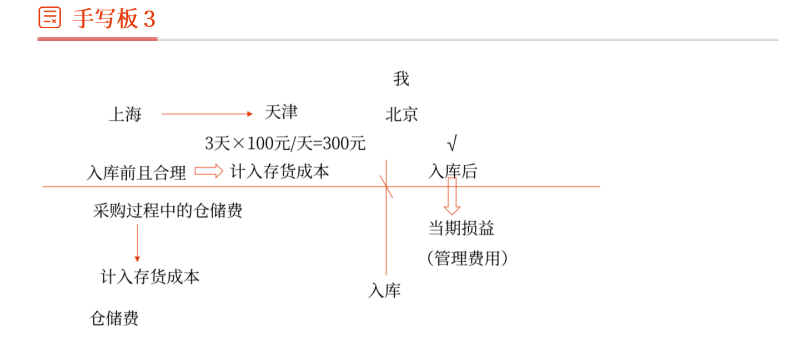 手写板 3
我
上海
天津
北京
3天×100元/天=300元
√
入库前且合理
计入存货成本
入库后
采购过程中的仓储费
当期损益
（管理费用）
计入存货成本
入库
仓储费